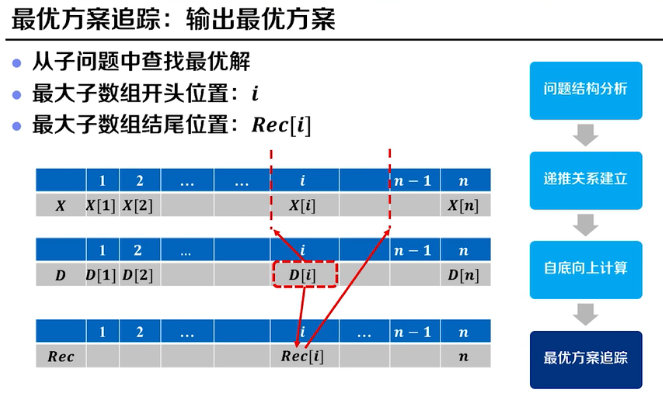 最优方案追踪：输出最优方案
● 从子问题中查找最优解
● 最大子数组开头位置：i
● 最大子数组结尾位置：Rec[i]
1 2 … … i n − 1 n
X X[1] X[2] X[i] X[n]
1 2 … i n − 1 n
D D[1] D[2] D[i] D[n]
1 2 … i … n − 1 n
Rec Rec[i] n
问题结构分析
递推关系建立
自底向上计算
最优方案追踪